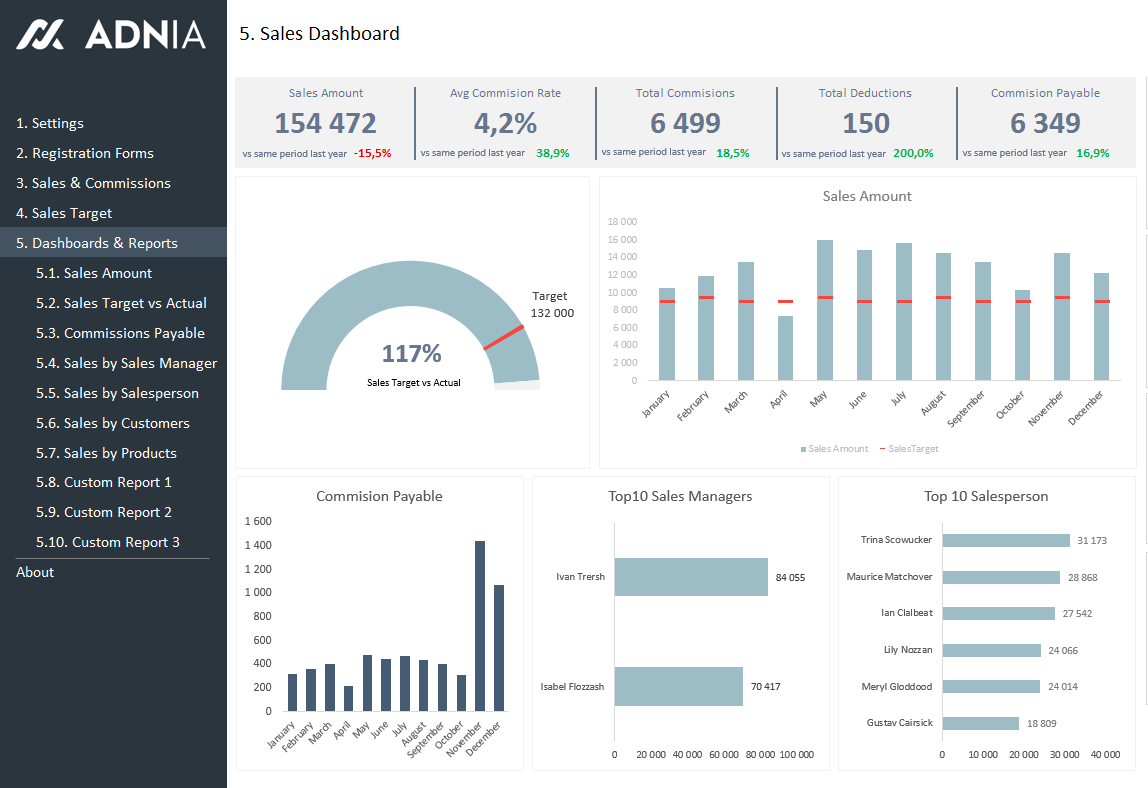 ADNIA
5. Sales Dashboard
1. Settings
2. Registration Forms
3. Sales & Commissions
4. Sales Target
5. Dashboards & Reports
5.1. Sales Amount
5.2. Sales Target vs Actual
5.3. Commissions Payable
5.4. Sales by Sales Manager
5.5. Sales by Salesperson
5.6. Sales by Customers
5.7. Sales by Products
5.8. Custom Report 1
5.9. Custom Report 2
5.10. Custom Report 3
About
Sales Amount
154 472
vs same period last year -15,5%
Avg Commision Rate
4,2%
vs same period last year 38,9%
Total Commisions
6 499
vs same period last year 18,5%
Total Deductions
150
vs same period last year 200,0%
Commision Payable
6 349
vs same period last year 16,9%
Target
132 000
117%
Sales Target vs Actual
Sales Amount
18 000
16 000
14 000
12 000
10 000
8 000
6 000
4 000
2 000
0
January February March April May June July August September October November December
Sales Amount SalesTarget
Commision Payable
1 600
1 400
1 200
1 000
800
600
400
200
0
January February March April May June July August September October November December
Top10 Sales Managers
Ivan Trersh 84 055
Isabel Flozzash 70 417
0 20 000 40 000 60 000 80 000 100 000
Top 10 Salesperson
Trina Scowucker 31 173
Maurice Matchover 28 868
Ian Clalbeat 27 542
Lily Nozzan 24 066
Meryl Gloddood 24 014
Gustav Cairsick 18 809
0 10 000 20 000 30 000 40 000